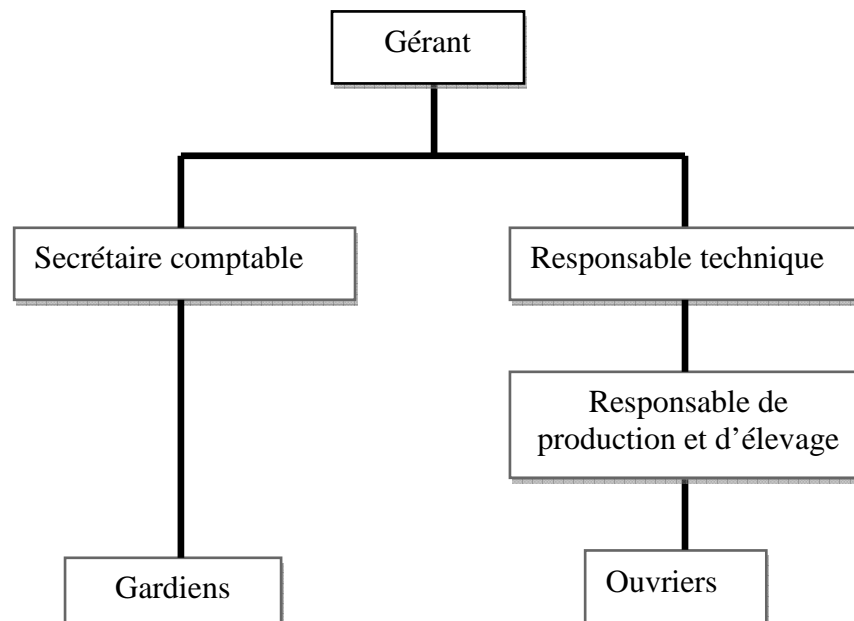 Gérant
Secrétaire comptable
Responsable technique
Responsable de
production et d’élevage
Gardiens
Ouvriers